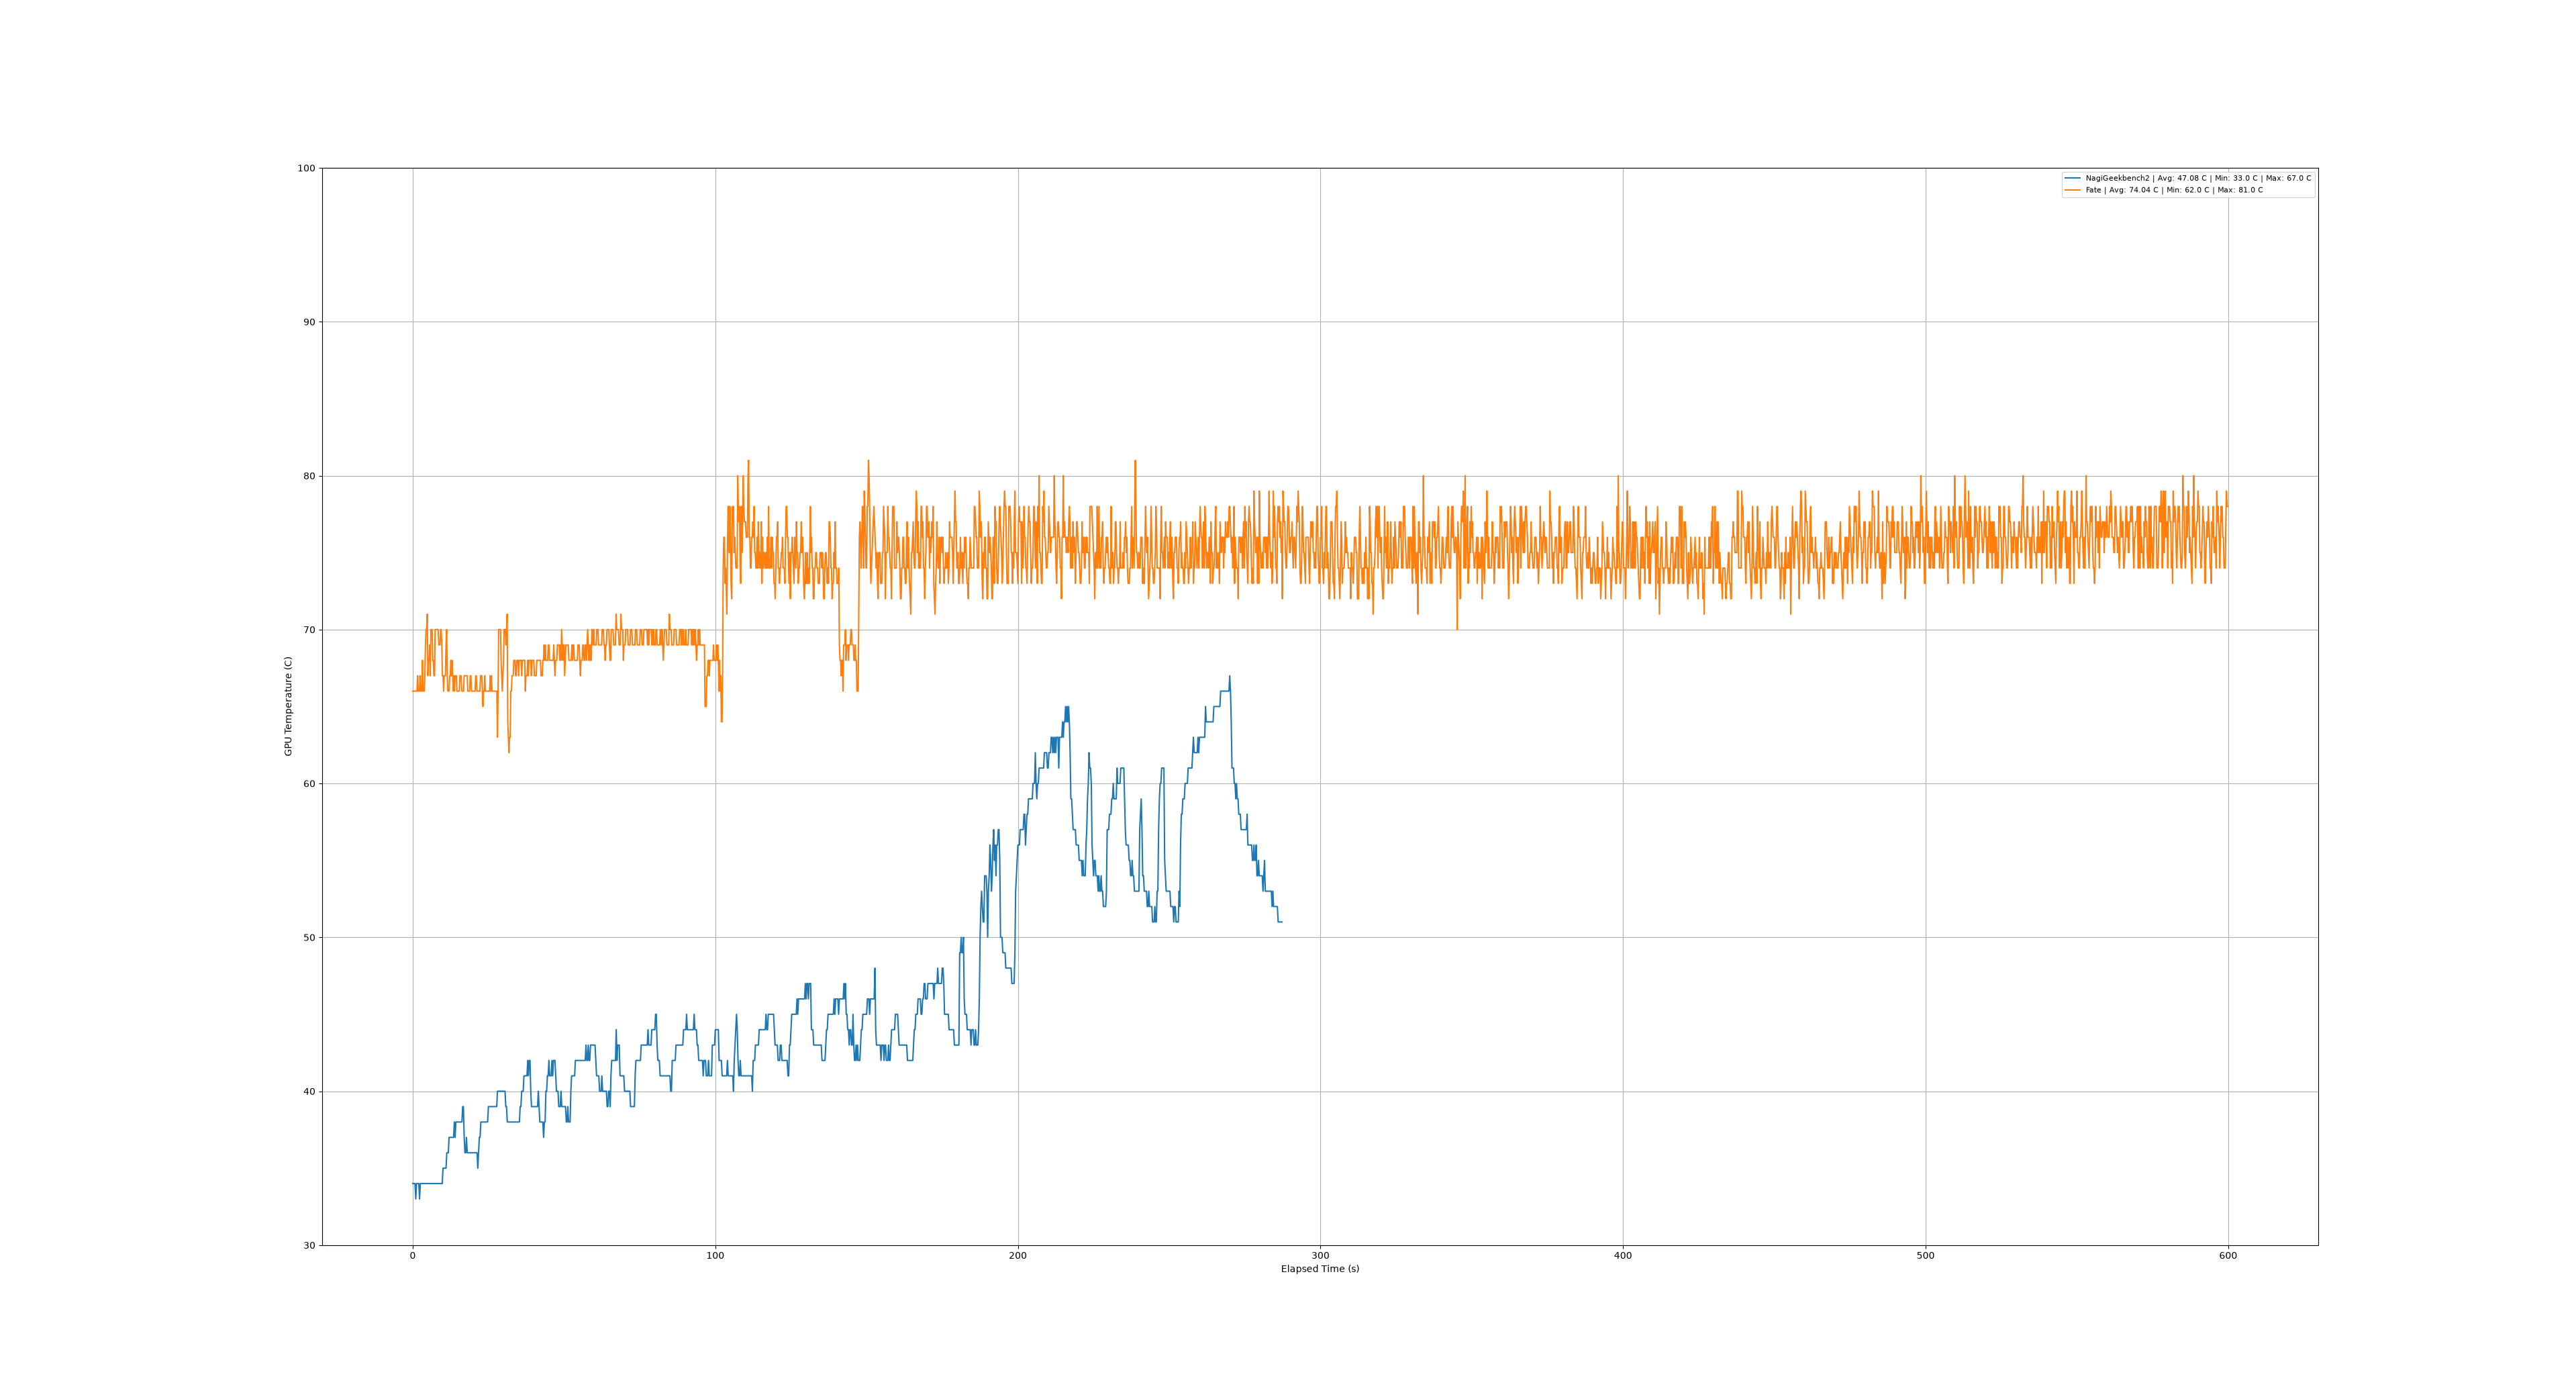 NagiGeekbench2 | Avg: 47.08 C | Min: 33.0 C | Max: 67.0 C
Fate | Avg: 74.04 C | Min: 62.0 C | Max: 81.0 C
100
90
80
70
60
50
40
30
GPU Temperature (C)
0 100 200 300 400 500 600
Elapsed Time (s)